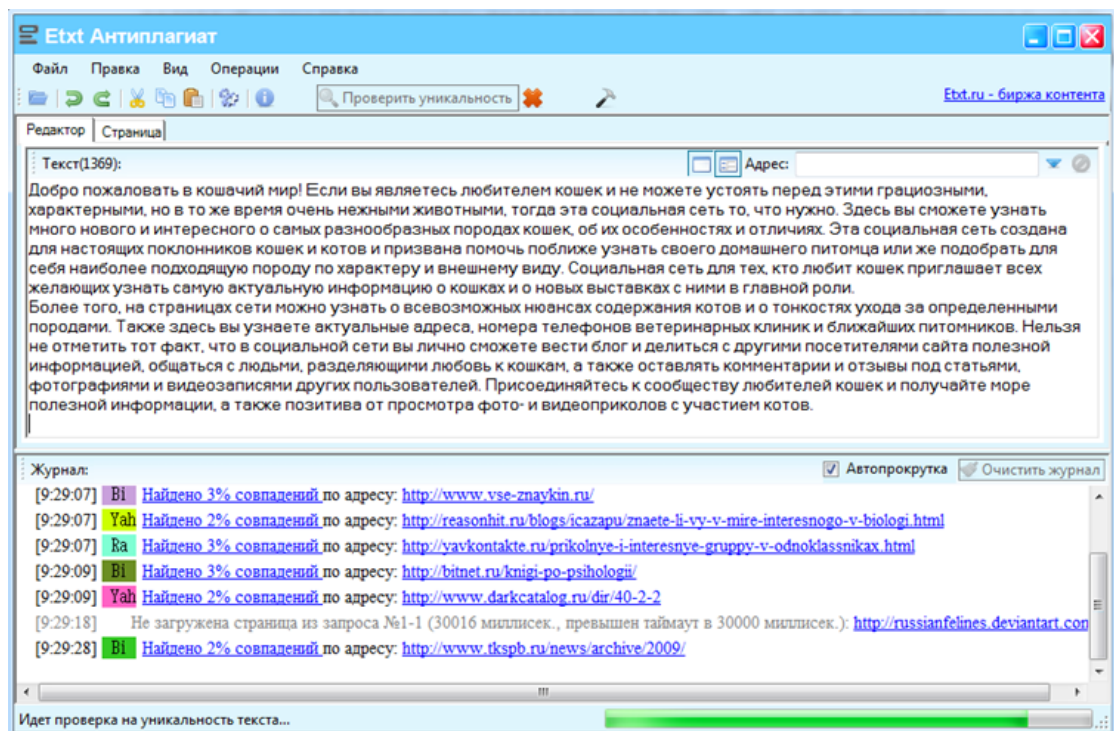 Etxt Антиплагиат
Файл Правка Вид Операции Справка
Проверить уникальность
Etxt.ru - биржа контента
Редактор Страница
Текст(1369): Адрес:
Добро пожаловать в кошачий мир! Если вы являетесь любителем кошек и не можете устоять перед этими грациозными,
характерными, но в то же время очень нежными животными, тогда эта социальная сеть то, что нужно. Здесь вы сможете узнать
много нового и интересного о самых разнообразных породах кошек, об их особенностях и отличиях. Эта социальная сеть создана
для настоящих поклонников кошек и котов и призвана помочь поближе узнать своего домашнего питомца или же подобрать для
себя наиболее подходящую породу по характеру и внешнему виду. Социальная сеть для тех, кто любит кошек приглашает всех
желающих узнать самую актуальную информацию о кошках и о новых выставках с ними в главной роли.
Более того, на страницах сети можно узнать о всевозможных нюансах содержания котов и о тонкостях ухода за определенными
породами. Также здесь вы узнаете актуальные адреса, номера телефонов ветеринарных клиник и ближайших питомников. Нельзя
не отметить тот факт, что в социальной сети вы лично сможете вести блог и делиться с другими посетителями сайта полезной
информацией, общаться с людьми, разделяющими любовь к кошкам, а также оставлять комментарии и отзывы под статьями,
фотографиями и видеозаписями других пользователей. Присоединяйтесь к сообществу любителей кошек и получайте море
полезной информации, а также позитива от просмотра фото- и видеоприколов с участием котов.
Журнал: Автопрокрутка Очистить журнал
[9:29:07] Bi Найдено 3% совпадений по адресу: http://www.vse-znaykin.ru/
[9:29:07] Yah Найдено 2% совпадений по адресу: http://reasonhit.ru/blogs/icazapu/znaete-li-vy-v-mire-interesnogo-v-biologi.html
[9:29:07] Ra Найдено 3% совпадений по адресу: http://yavkontakte.ru/prikolnye-i-interesnye-gruppy-v-odnoklassnikax.html
[9:29:09] Bi Найдено 3% совпадений по адресу: http://bitnet.ru/knigi-po-psihologii/
[9:29:09] Yah Найдено 2% совпадений по адресу: http://www.darkcatalog.ru/dir/40-2-2
[9:29:18] Не загружена страница из запроса №1-1 (30016 миллисек., превышен таймаут в 30000 миллисек.): http://russianfelines.deviantart.con
[9:29:28] Bi Найдено 2% совпадений по адресу: http://www.tkspb.ru/news/archive/2009/
Идет проверка на уникальность текста...